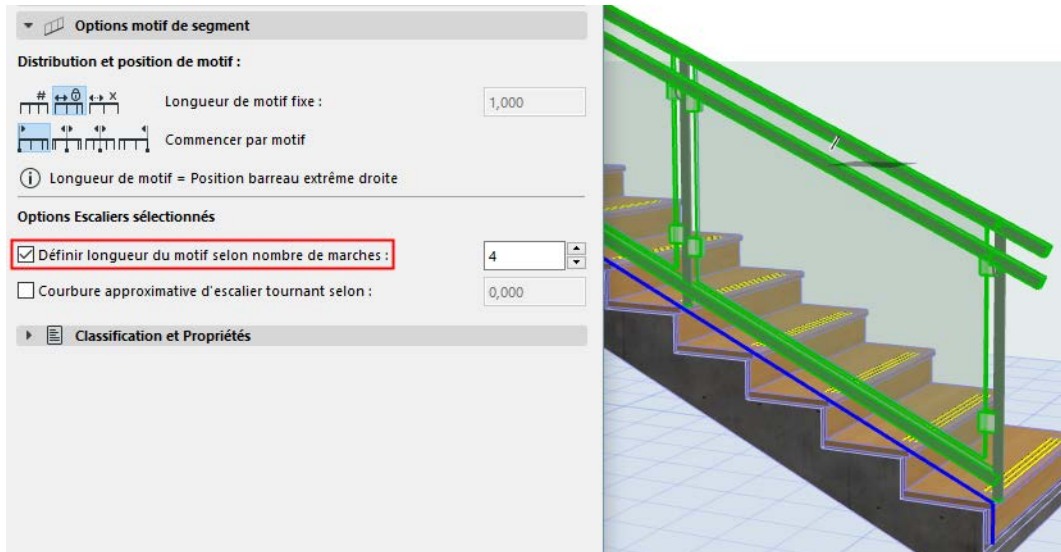 Options motif de segment
Distribution et position de motif :
Longueur de motif fixe :
1,000
Commencer par motif
Longueur de motif = Position barreau extrême droite
Options Escaliers sélectionnés
Définir longueur du motif selon nombre de marches :
4
Courbure approximative d'escalier tournant selon :
0,000
Classification et Propriétés